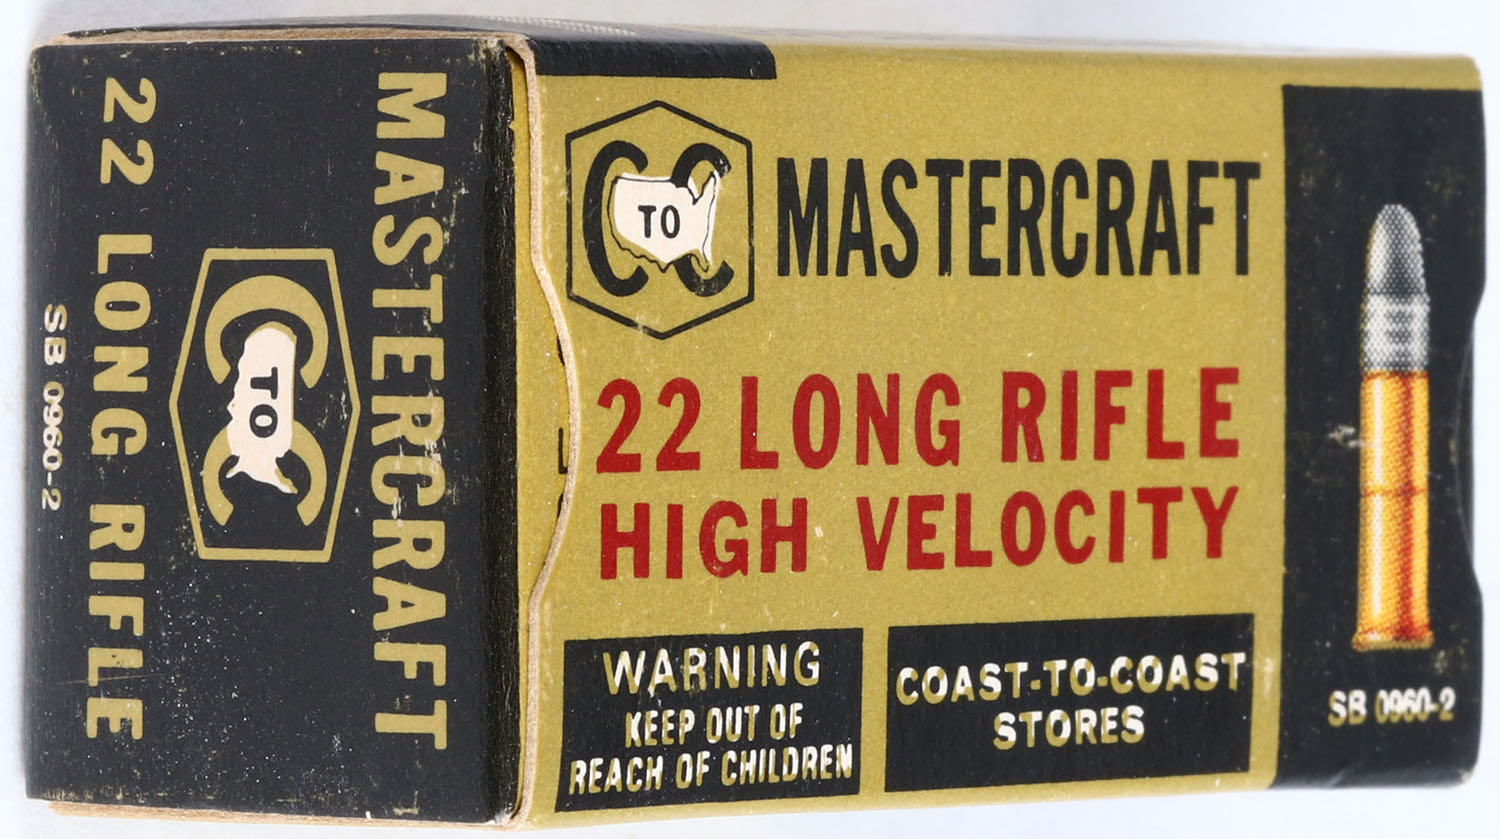 MASTERCRAFT
C TO C
22 LONG RIFLE
SB 0960-2
C TO C
MASTERCRAFT
22 LONG RIFLE
HIGH VELOCITY
WARNING
KEEP OUT OF
REACH OF CHILDREN
COAST-TO-COAST
STORES
SB 0960-2